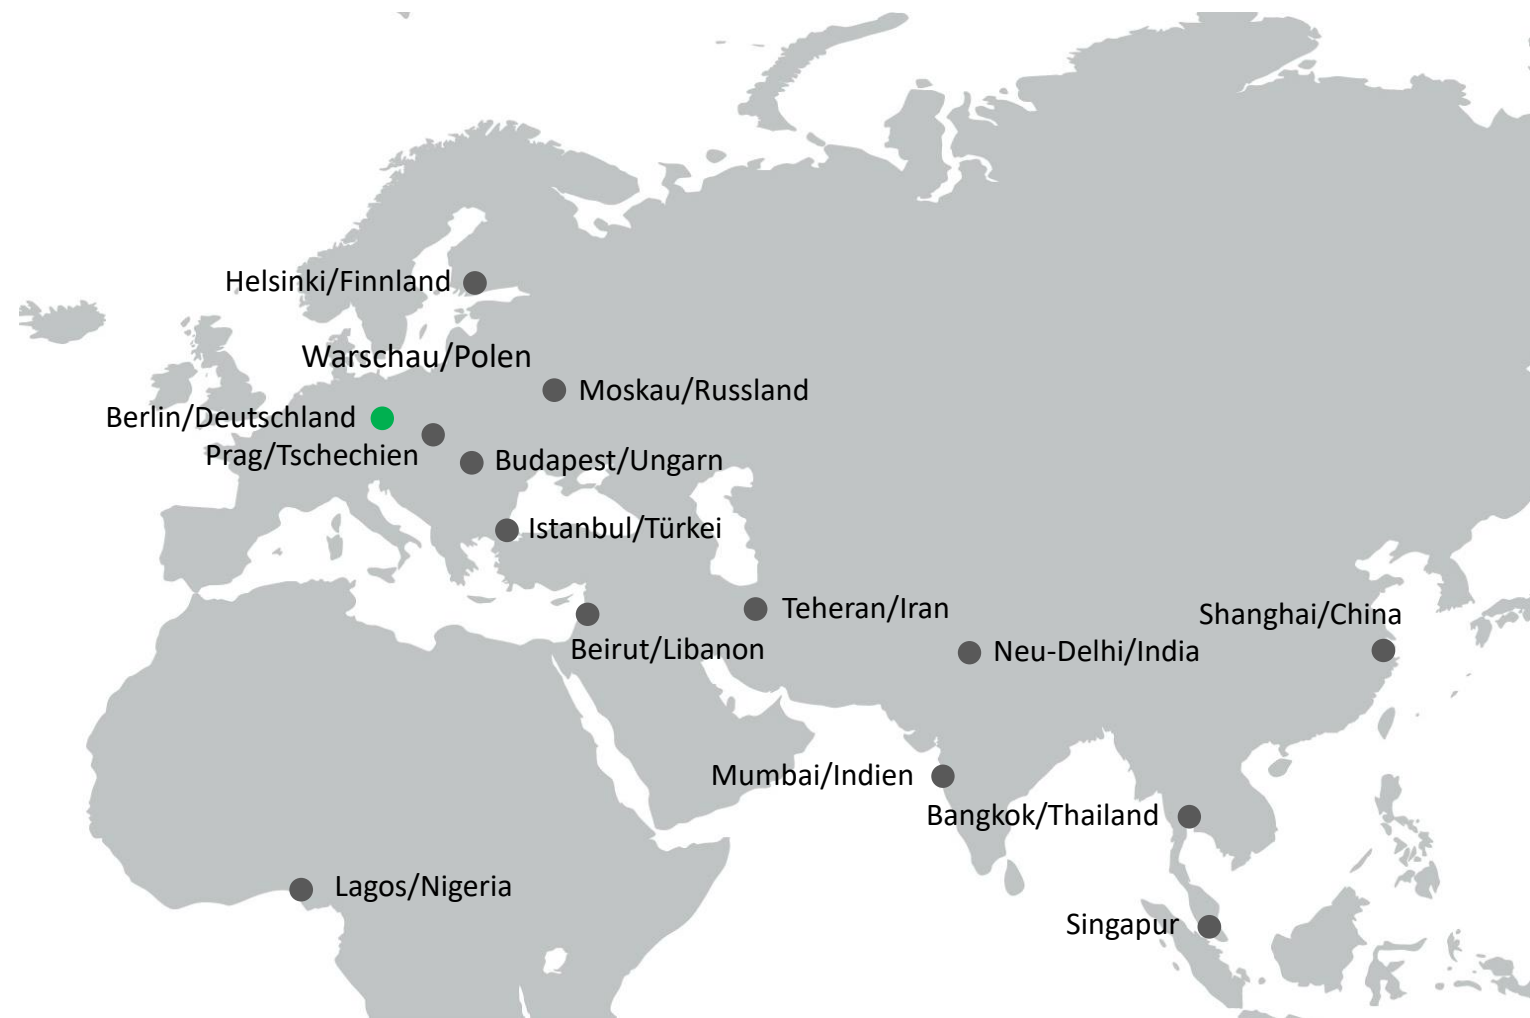 Helsinki/Finnland
Warschau/Polen
Moskau/Russland
Berlin/Deutschland
Prag/Tschechien
Budapest/Ungarn
Istanbul/Türkei
Teheran/Iran
Shanghai/China
Beirut/Libanon
Neu-Delhi/India
Mumbai/Indien
Bangkok/Thailand
Lagos/Nigeria
Singapur